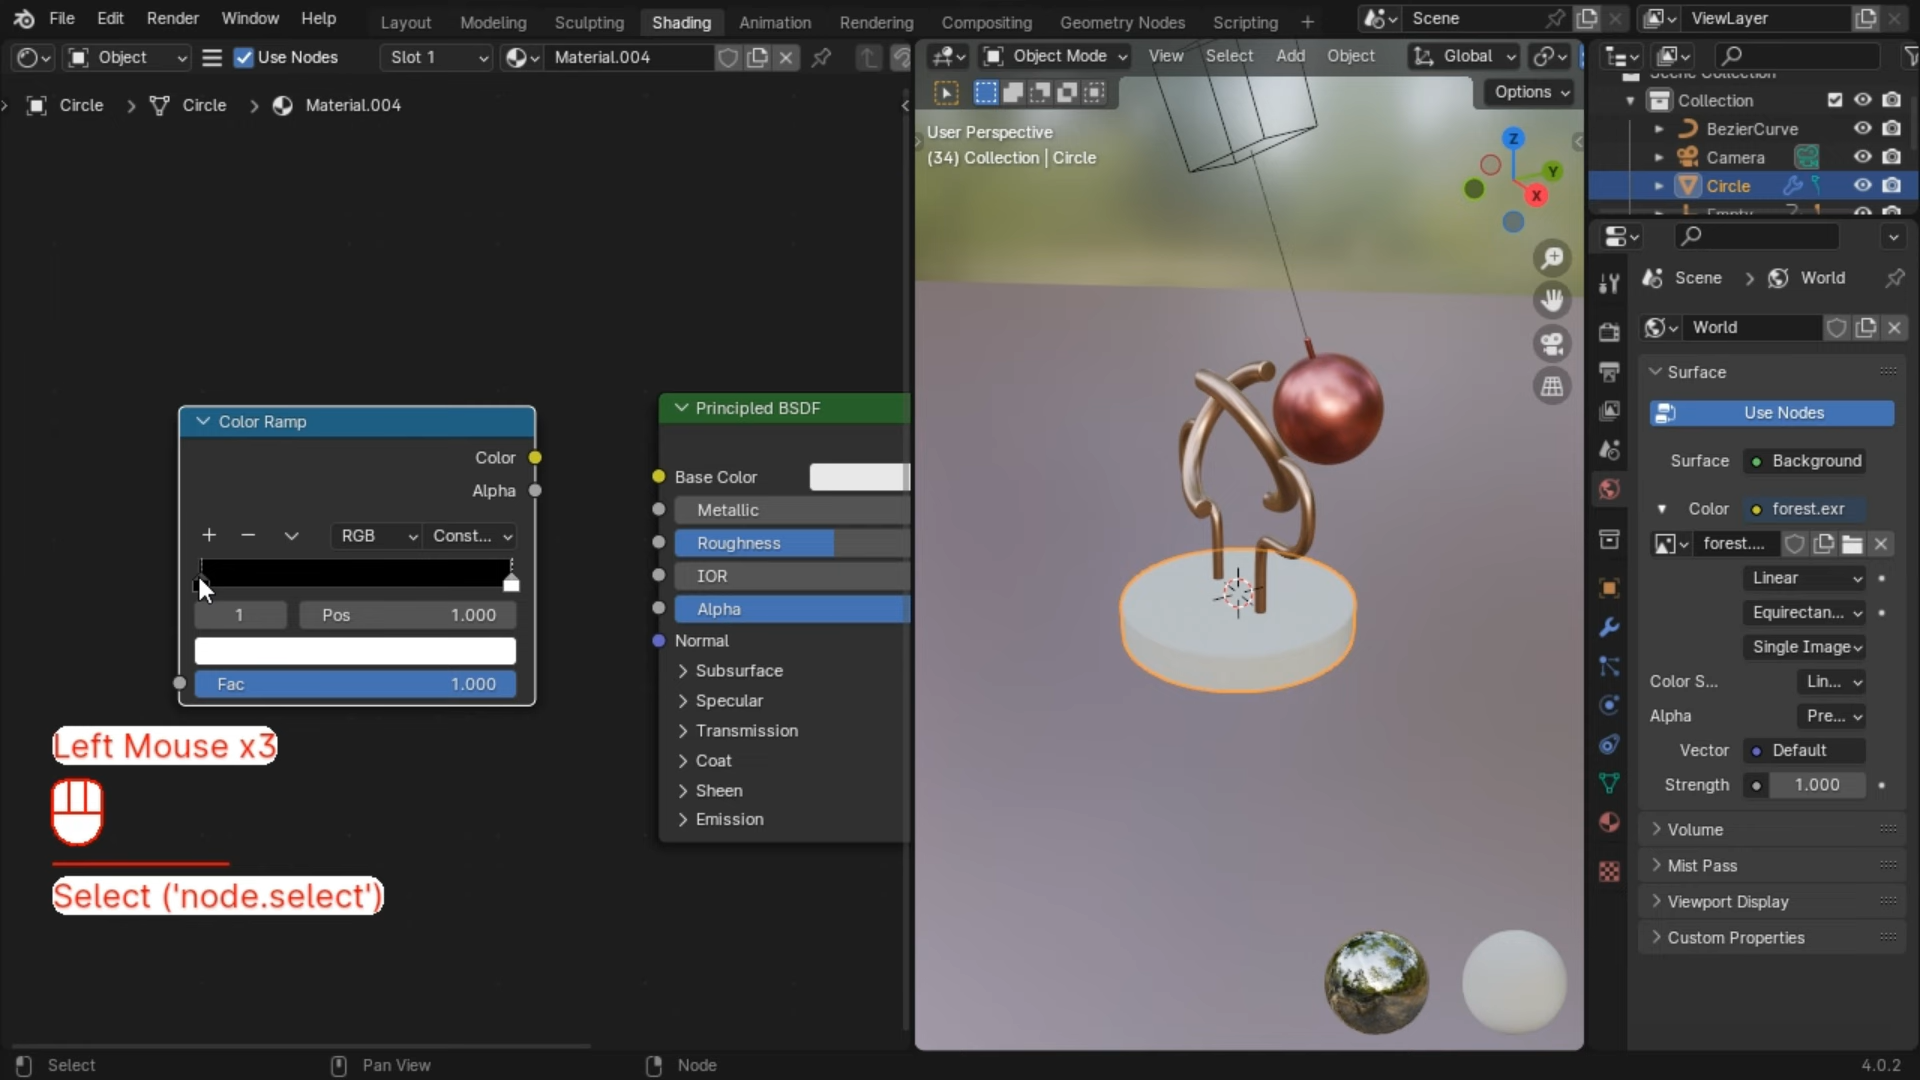 File Edit Render Window Help Layout Modeling Sculpting Shading Animation Rendering Compositing Geometry Nodes Scripting Scene ViewLayer
Object Use Nodes Slot 1 Material.004
Object Mode View Select Add Object Global
Circle Circle Material.004
Options
User Perspective
(34) Collection | Circle
Z
Y
X
Color Ramp
Color
Alpha
RGB Const...
1 Pos 1.000
Fac 1.000
Principled BSDF
Base Color
Metallic
Roughness
IOR
Alpha
Normal
Subsurface
Specular
Transmission
Coat
Sheen
Emission
Left Mouse x3
Select ('node.select')
Scene Collection
Collection
BezierCurve
Camera
Circle
Empty
Scene World
World
Surface
Use Nodes
Surface Background
Color forest.exr
forest....
Linear
Equirectan...
Single Image
Color S... Lin...
Alpha Pre...
Vector Default
Strength 1.000
Volume
Mist Pass
Viewport Display
Custom Properties
Select Pan View Node 4.0.2